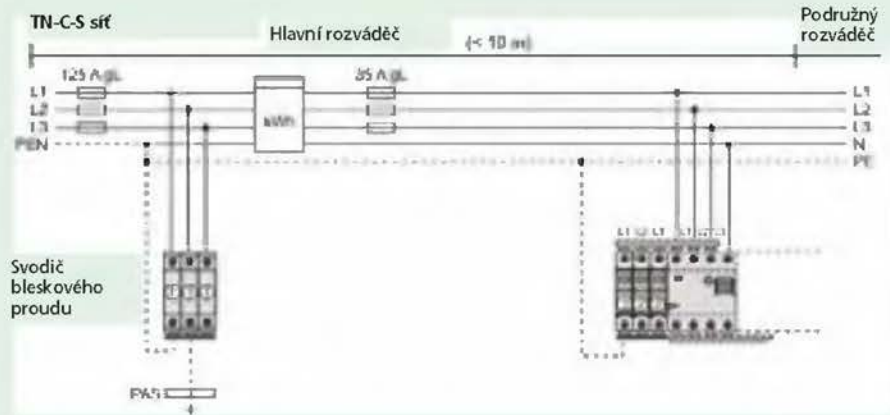 TN-C-S síť
Hlavní rozváděč
(< 10 m)
Podružný
rozváděč
125 A gL
35 A gL
L1
L2
L3
PEN
kWh
L1
L2
L3
N
PE
Svodič
bleskového
proudu
PAS